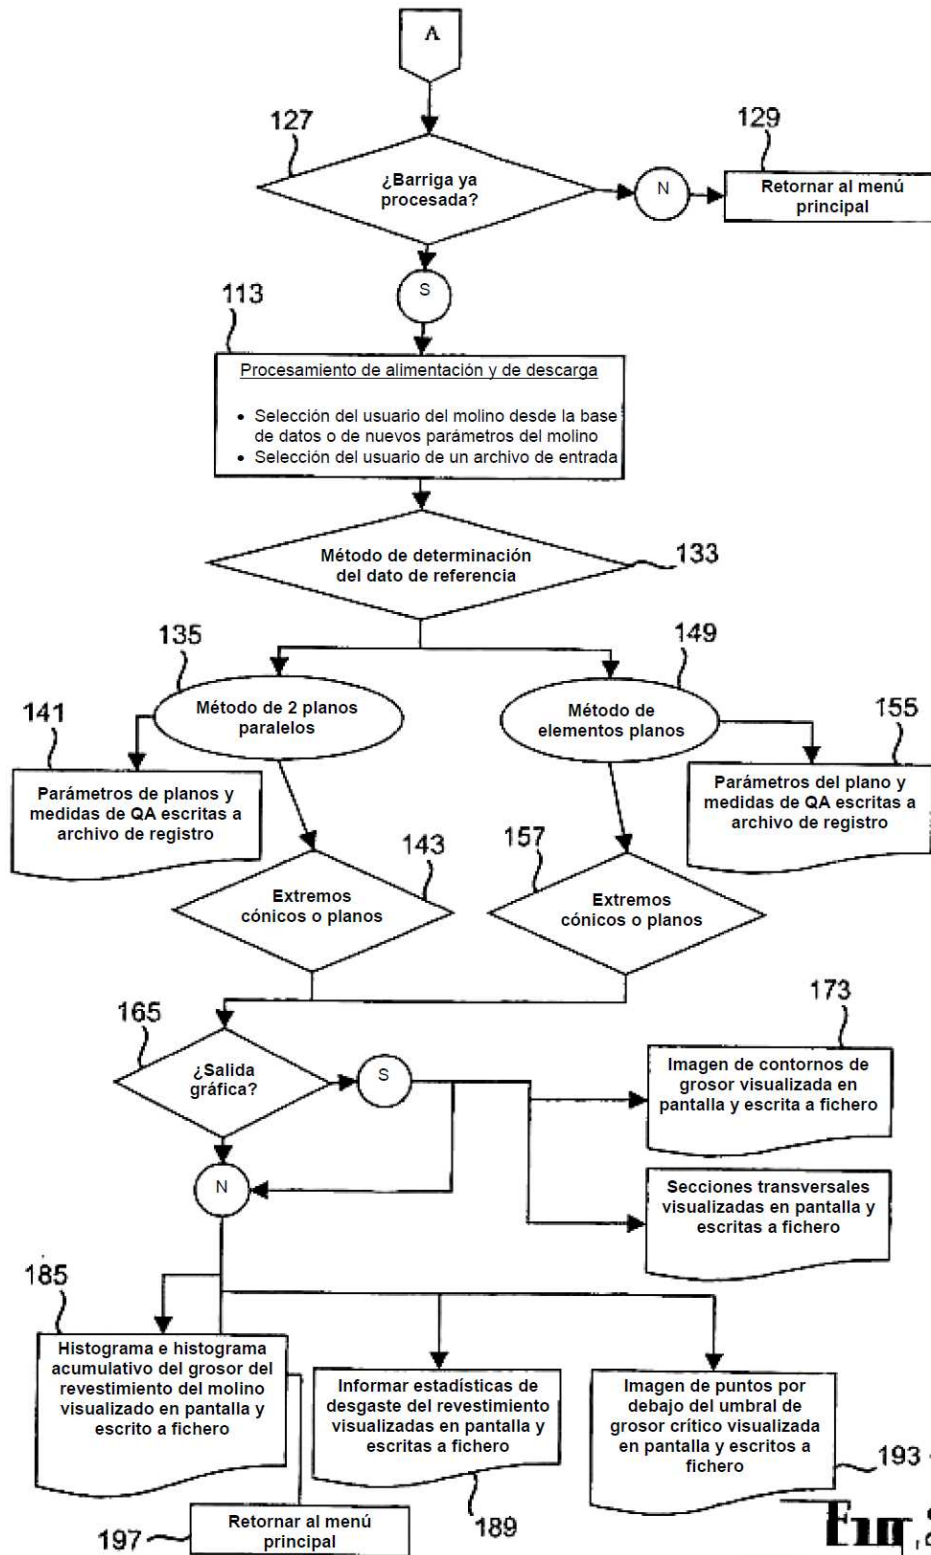 A
127
129
¿Barriga ya
procesada?
N
Retornar al menú
principal
S
113
Procesamiento de alimentación y de descarga
• Selección del usuario del molino desde la base
de datos o de nuevos parámetros del molino
• Selección del usuario de un archivo de entrada
Método de determinación
del dato de referencia
133
135
149
Método de 2 planos
paralelos
Método de
elementos planos
141
155
Parámetros de planos y
medidas de QA escritas a
archivo de registro
Parámetros del plano y
medidas de QA escritas a
archivo de registro
143
157
Extremos
cónicos o planos
Extremos
cónicos o planos
165
173
¿Salida
gráfica?
S
Imagen de contornos de
grosor visualizada en
pantalla y escrita a fichero
N
Secciones transversales
visualizadas en pantalla y
escritas a fichero
185
Histograma e histograma
acumulativo del grosor del
revestimiento del molino
visualizado en pantalla y
escrito a fichero
Informar estadísticas de
desgaste del revestimiento
visualizadas en pantalla y
escritas a fichero
Imagen de puntos por
debajo del umbral de
grosor crítico visualizada
en pantalla y escritos a
fichero
193
189
197
Retornar al menú
principal